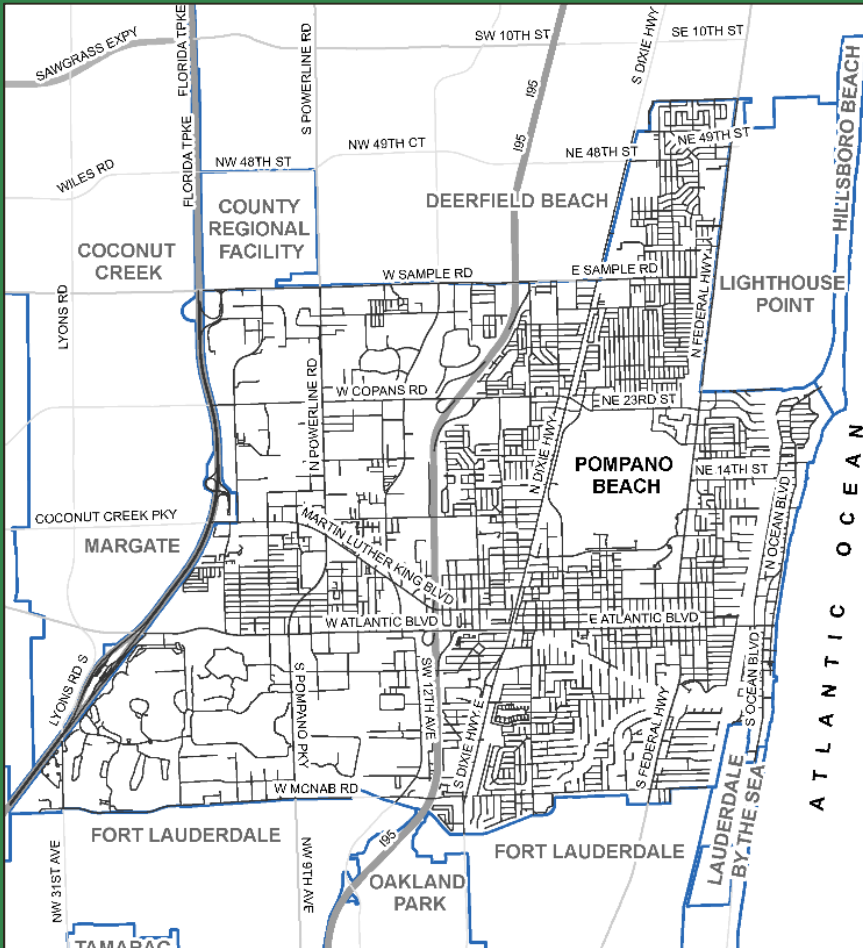 FLORIDA TPKE
S POWERLINE RD
SW 10TH ST
S DIXIE HWY
SE 10TH ST
SAWGRASS EXPY
I95
HILLSBORO BEACH
I95
NE 49TH ST
NW 49TH CT
NE 48TH ST
NW 48TH ST
WILES RD
FLORIDA TPKE
DEERFIELD BEACH
COUNTY
REGIONAL
FACILITY
COCONUT
CREEK
W SAMPLE RD
E SAMPLE RD
LIGHTHOUSE
POINT
LYONS RD
N FEDERAL HWY
W COPANS RD
NE 23RD ST
N POWERLINE RD
N DIXIE HWY
POMPANO
BEACH
NE 14TH ST
ATLANTIC OCEAN
N OCEAN BLVD
COCONUT CREEK PKY
MARGATE
MARTIN LUTHER KING BLVD
W ATLANTIC BLVD
E ATLANTIC BLVD
LYONS RD S
S POMPANO PKY
SW 12TH AVE
S DIXIE HWY E
S FEDERAL HWY
S OCEAN BLVD
W MCNAB RD
LAUDERDALE
BY THE SEA
FORT LAUDERDALE
I95
FORT LAUDERDALE
NW 31ST AVE
NW 9TH AVE
OAKLAND
PARK
TAMARAC